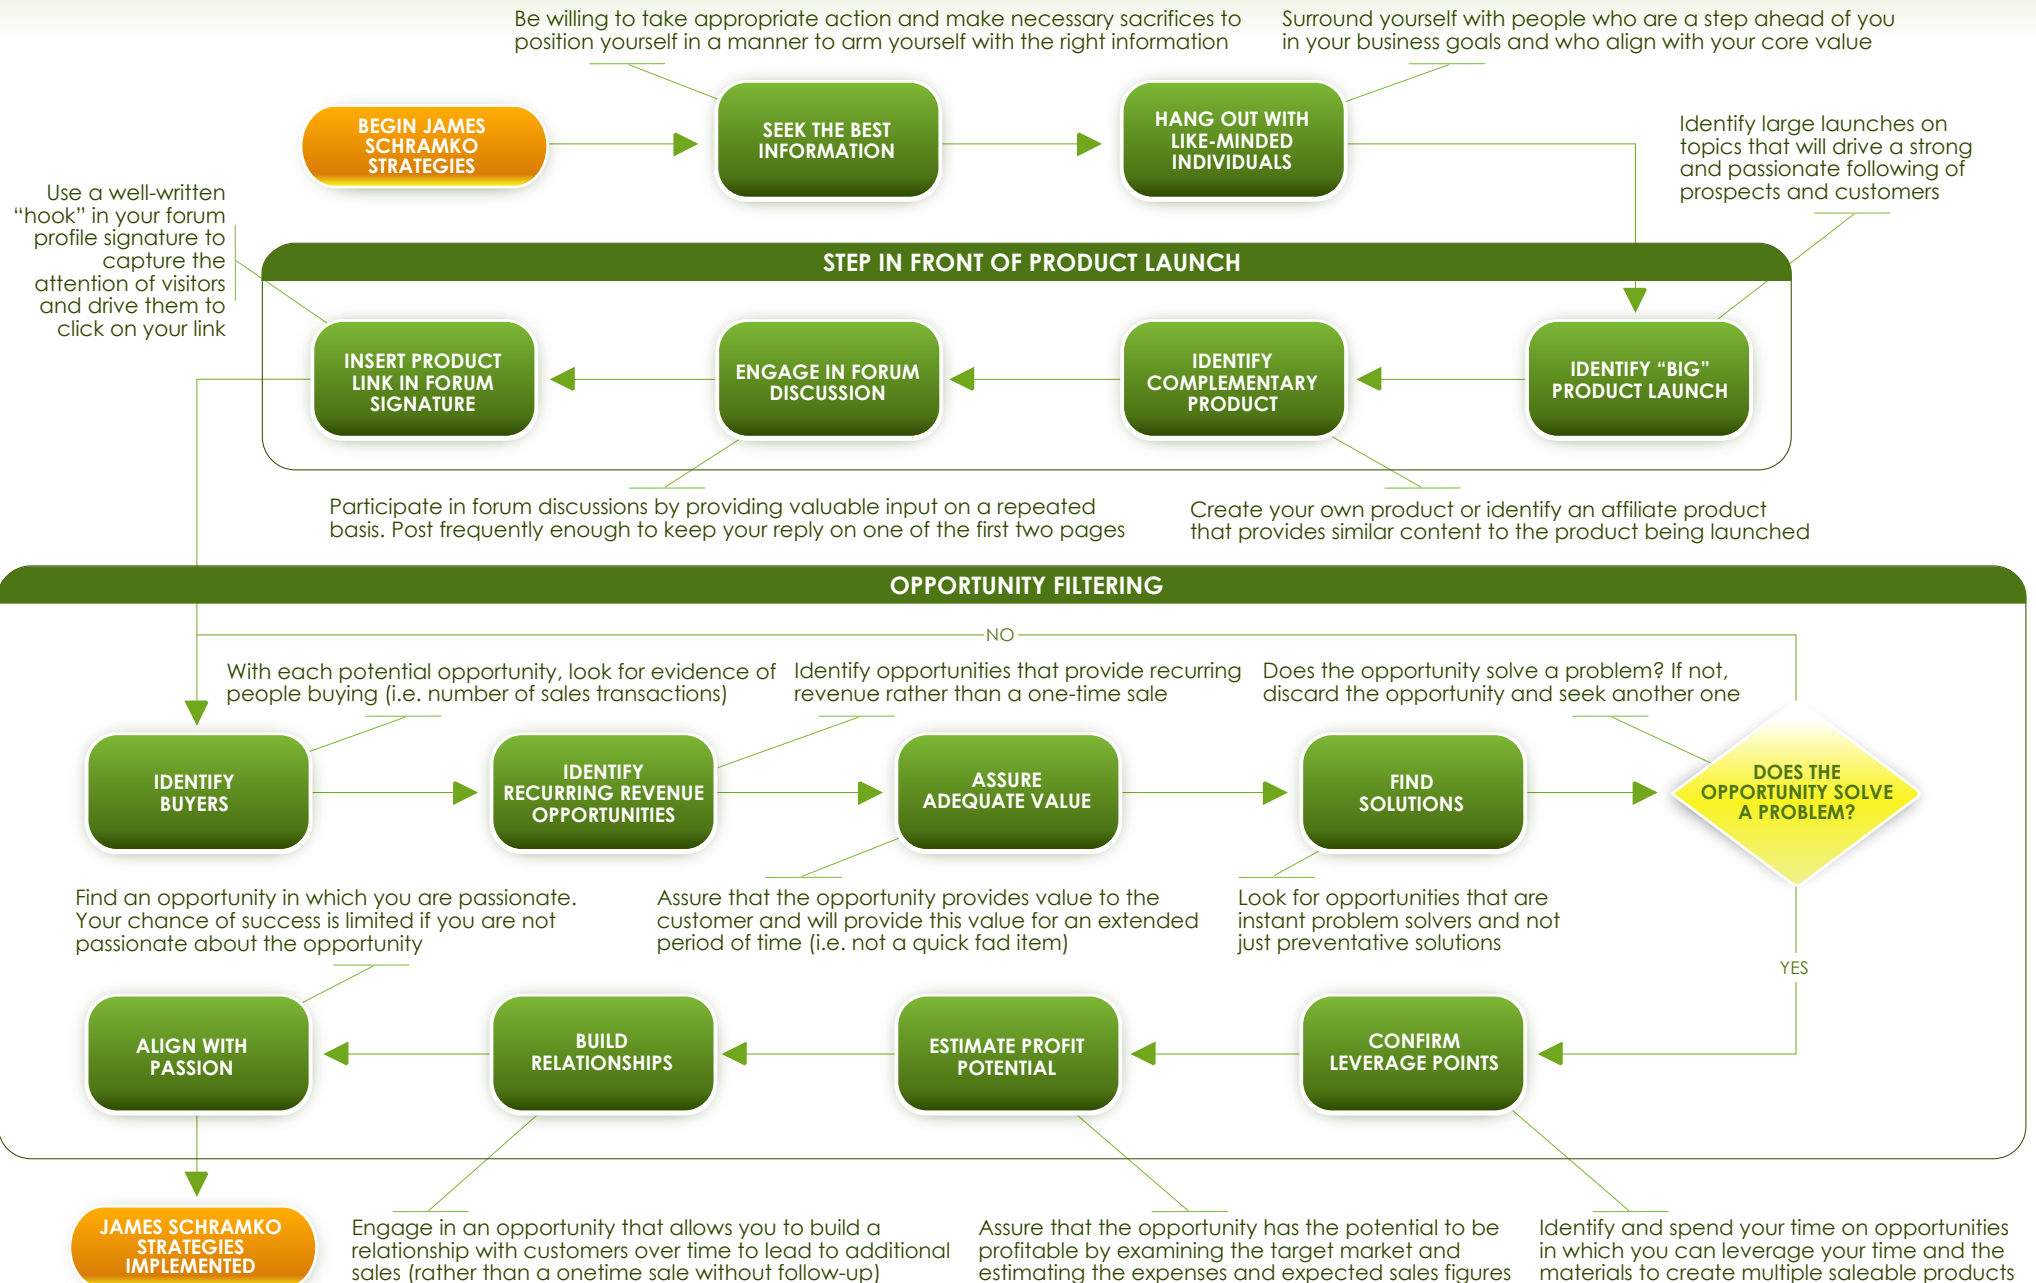 Be willing to take appropriate action and make necessary sacrifices to
position yourself in a manner to arm yourself with the right information
Surround yourself with people who are a step ahead of you
in your business goals and who align with your core value
BEGIN JAMES
SCHRAMKO
STRATEGIES
SEEK THE BEST
INFORMATION
HANG OUT WITH
LIKE-MINDED
INDIVIDUALS
Identify large launches on
topics that will drive a strong
and passionate following of
prospects and customers
Use a well-written
“hook” in your forum
profile signature to
capture the
attention of visitors
and drive them to
click on your link
STEP IN FRONT OF PRODUCT LAUNCH
INSERT PRODUCT
LINK IN FORUM
SIGNATURE
ENGAGE IN FORUM
DISCUSSION
IDENTIFY
COMPLEMENTARY
PRODUCT
IDENTIFY “BIG”
PRODUCT LAUNCH
Participate in forum discussions by providing valuable input on a repeated
basis. Post frequently enough to keep your reply on one of the first two pages
Create your own product or identify an affiliate product
that provides similar content to the product being launched
OPPORTUNITY FILTERING
NO
With each potential opportunity, look for evidence of
people buying (i.e. number of sales transactions)
Identify opportunities that provide recurring
revenue rather than a one-time sale
Does the opportunity solve a problem? If not,
discard the opportunity and seek another one
IDENTIFY
BUYERS
IDENTIFY
RECURRING REVENUE
OPPORTUNITIES
ASSURE
ADEQUATE VALUE
FIND
SOLUTIONS
DOES THE
OPPORTUNITY SOLVE
A PROBLEM?
Find an opportunity in which you are passionate.
Your chance of success is limited if you are not
passionate about the opportunity
Assure that the opportunity provides value to the
customer and will provide this value for an extended
period of time (i.e. not a quick fad item)
Look for opportunities that are
instant problem solvers and not
just preventative solutions
YES
ALIGN WITH
PASSION
BUILD
RELATIONSHIPS
ESTIMATE PROFIT
POTENTIAL
CONFIRM
LEVERAGE POINTS
JAMES SCHRAMKO
STRATEGIES
IMPLEMENTED
Engage in an opportunity that allows you to build a
relationship with customers over time to lead to additional
sales (rather than a onetime sale without follow-up)
Assure that the opportunity has the potential to be
profitable by examining the target market and
estimating the expenses and expected sales figures
Identify and spend your time on opportunities
in which you can leverage your time and the
materials to create multiple saleable products